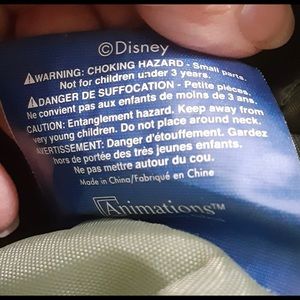 ©Disney
⚠WARNING: CHOKING HAZARD - Small parts.
Not for children under 3 years.
⚠DANGER DE SUFFOCATION - Petite pièces.
Ne convient pas aux enfants de moins de 3 ans.
CAUTION: Entanglement hazard. Keep away from
very young children. Do not place around neck.
AVERTISSEMENT: Danger d'étouffement. Gardez
hors de portée des très jeunes enfants.
Ne pas mettre autour du cou.
Made in China/Fabriqué en Chine
Animations™